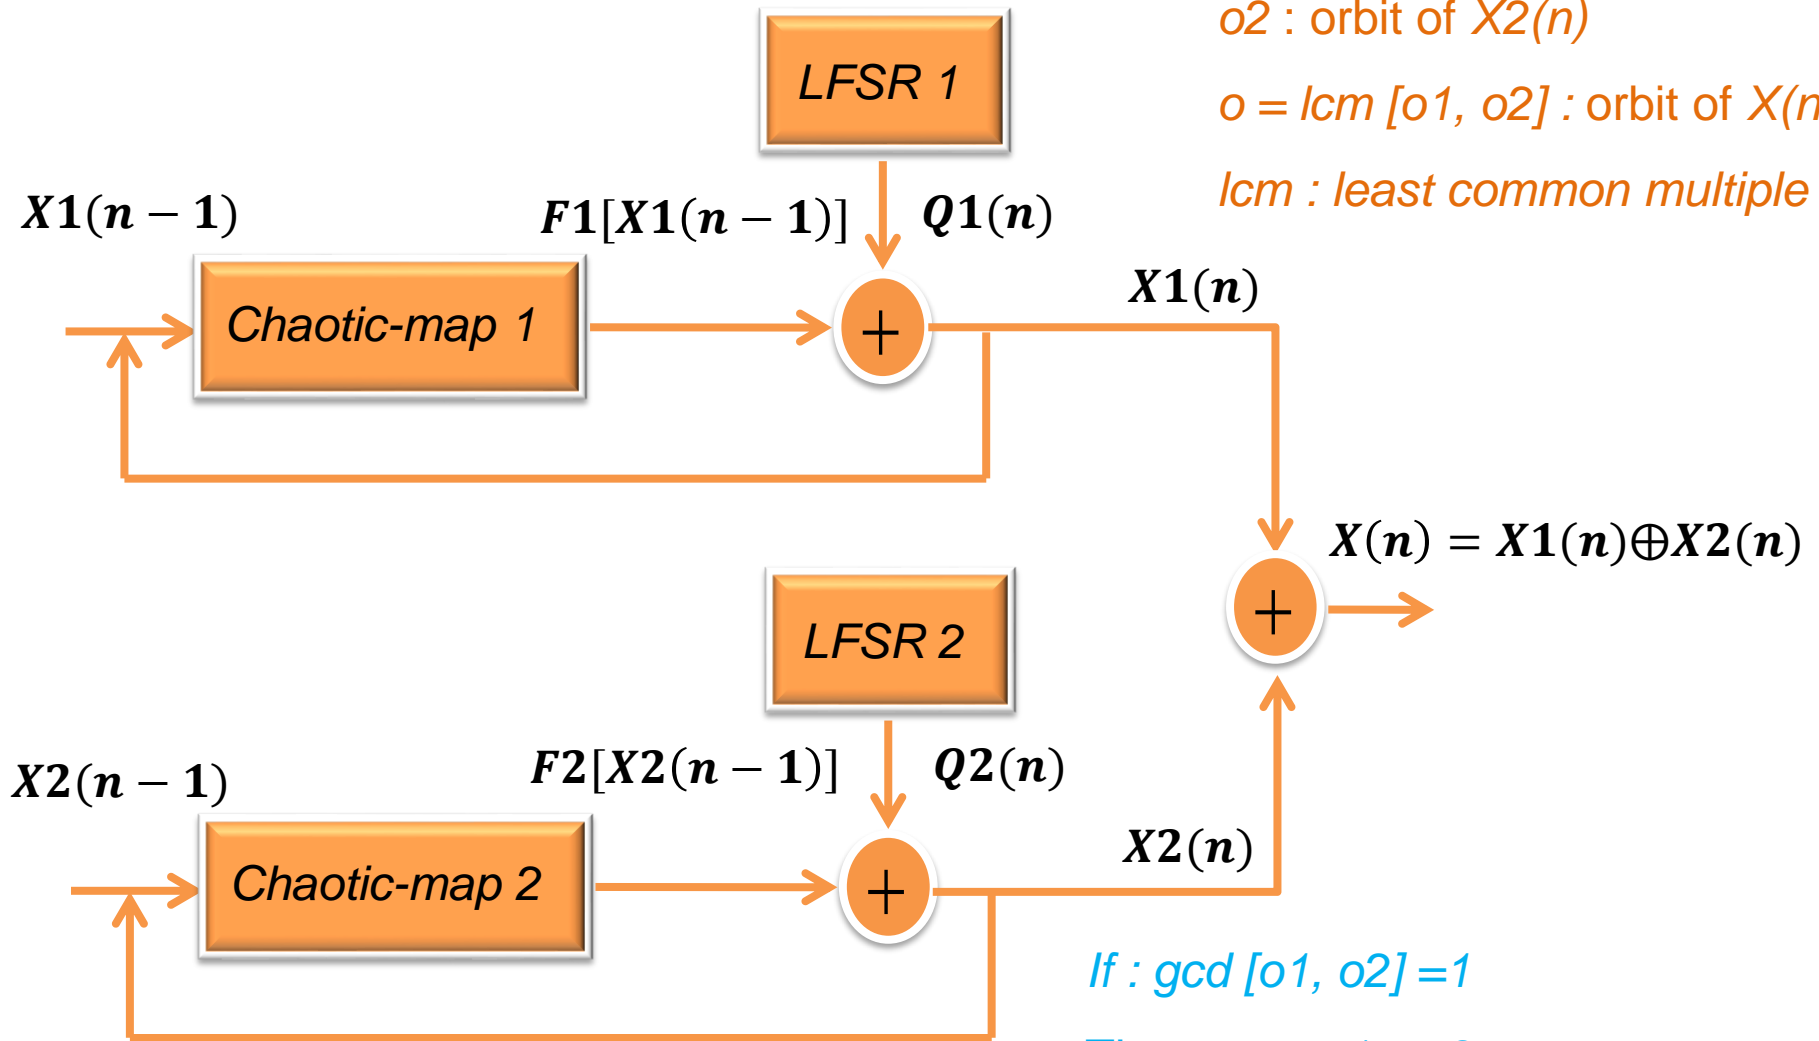 o2 : orbit of X2(n)
LFSR 1
o = lcm [o1, o2] : orbit of X(n
lcm : least common multiple
X1(n − 1)
F1[X1(n − 1)]
Q1(n)
X1(n)
Chaotic-map 1
+
X(n) = X1(n)⊕X2(n)
+
LFSR 2
X2(n − 1)
F2[X2(n − 1)]
Q2(n)
X2(n)
Chaotic-map 2
+
If : gcd [o1, o2] =1